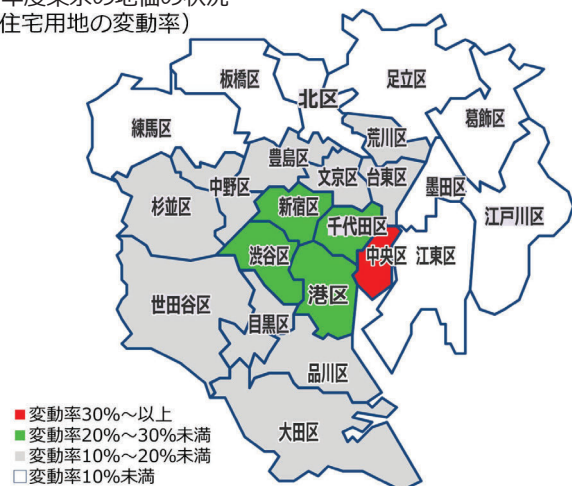 住宅用地の変動率）
板橋区
北区
足立区
練馬区
葛飾区
荒川区
豊島区
文京区
台東区
中野区
墨田区
杉並区
新宿区
江戸川区
千代田区
渋谷区
中央区
江東区
港区
世田谷区
目黒区
品川区
大田区
変動率30%～以上
変動率20%～30%未満
変動率10%～20%未満
変動率10%未満